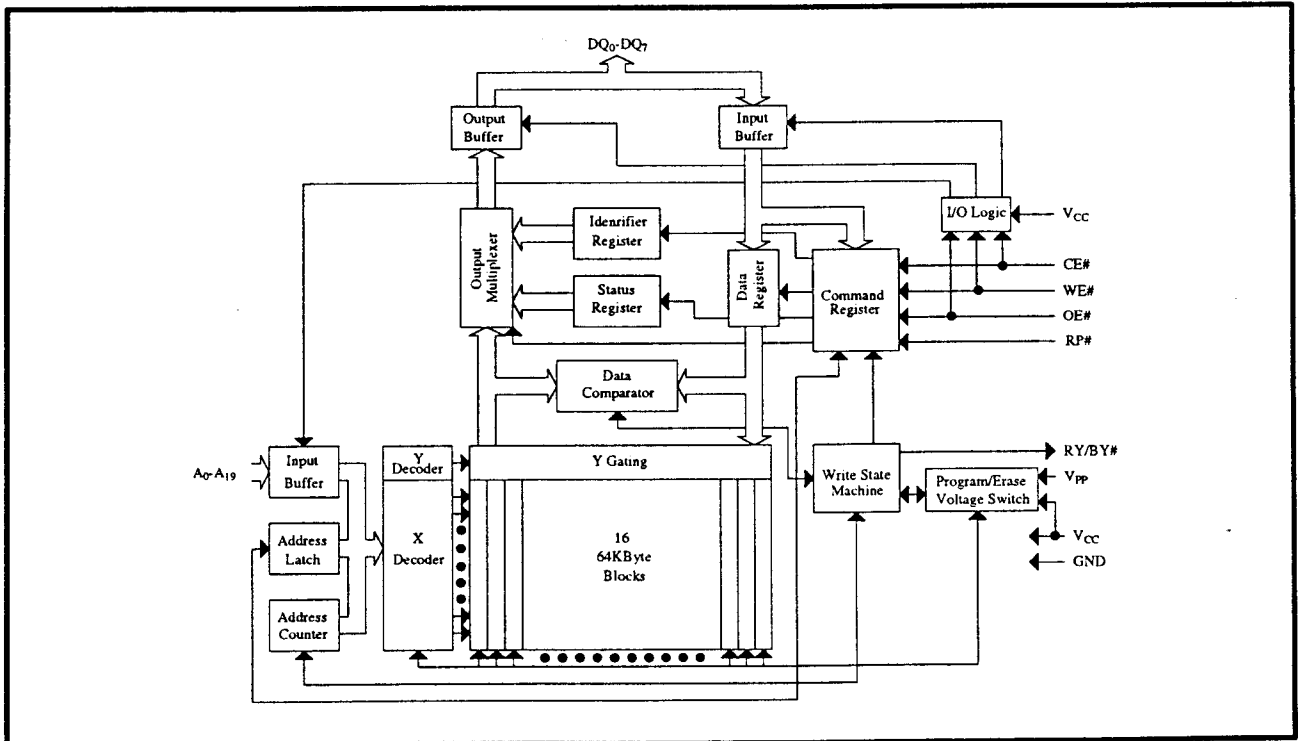 DQ0-DQ7
Output
Buffer
Input
Buffer
I/O Logic
VCC
Output
Multiplexer
Idenrifier
Register
Status
Register
Data
Register
Command
Register
CE#
WE#
OE#
RP#
Data
Comparator
A0-A19
Input
Buffer
Y
Decoder
Y Gating
Write State
Machine
RY/BY#
Program/Erase
Voltage Switch
VPP
VCC
GND
Address
Latch
X
Decoder
16
64KByte
Blocks
Address
Counter